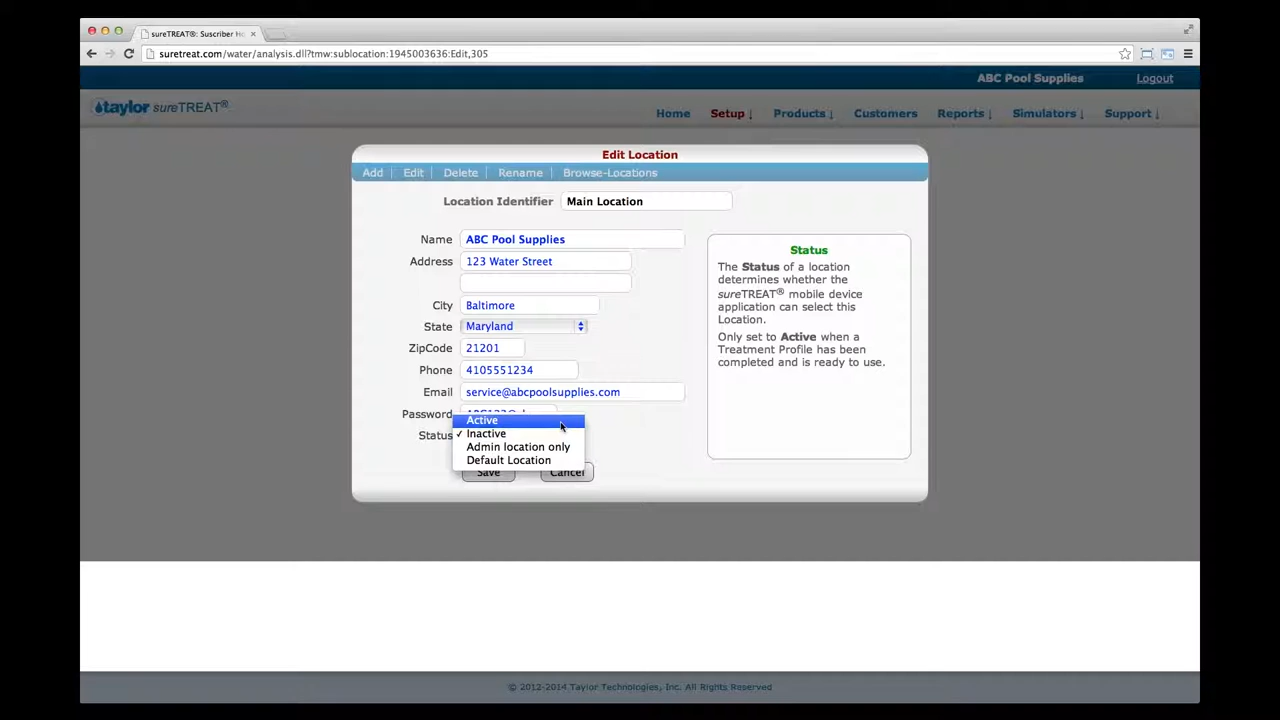 sureTREAT®: Suscriber Ho
suretreat.com/water/analysis.dll?tmw:sublocation:1945003636:Edit,305
ABC Pool Supplies Logout
taylor sureTREAT®
Home Setup↓ Products↓ Customers Reports↓ Simulators↓ Support↓
Edit Location
Add Edit Delete Rename Browse-Locations
Location Identifier Main Location
Name ABC Pool Supplies
Address 123 Water Street
City Baltimore
State Maryland
ZipCode 21201
Phone 4105551234
Email service@abcpoolsupplies.com
Password
Status
Active
✓ Inactive
Admin location only
Default Location
Save Cancel
Status
The Status of a location
determines whether the
sureTREAT® mobile device
application can select this
Location.
Only set to Active when a
Treatment Profile has been
completed and is ready to use.
© 2012-2014 Taylor Technologies, Inc. All Rights Reserved